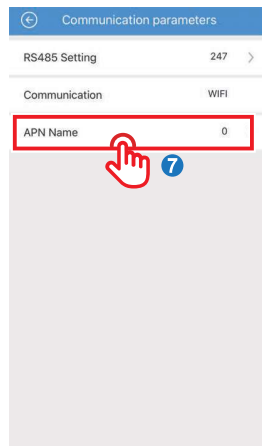 Communication parameters
RS485 Setting 247
Communication WIFI
APN Name 0
7